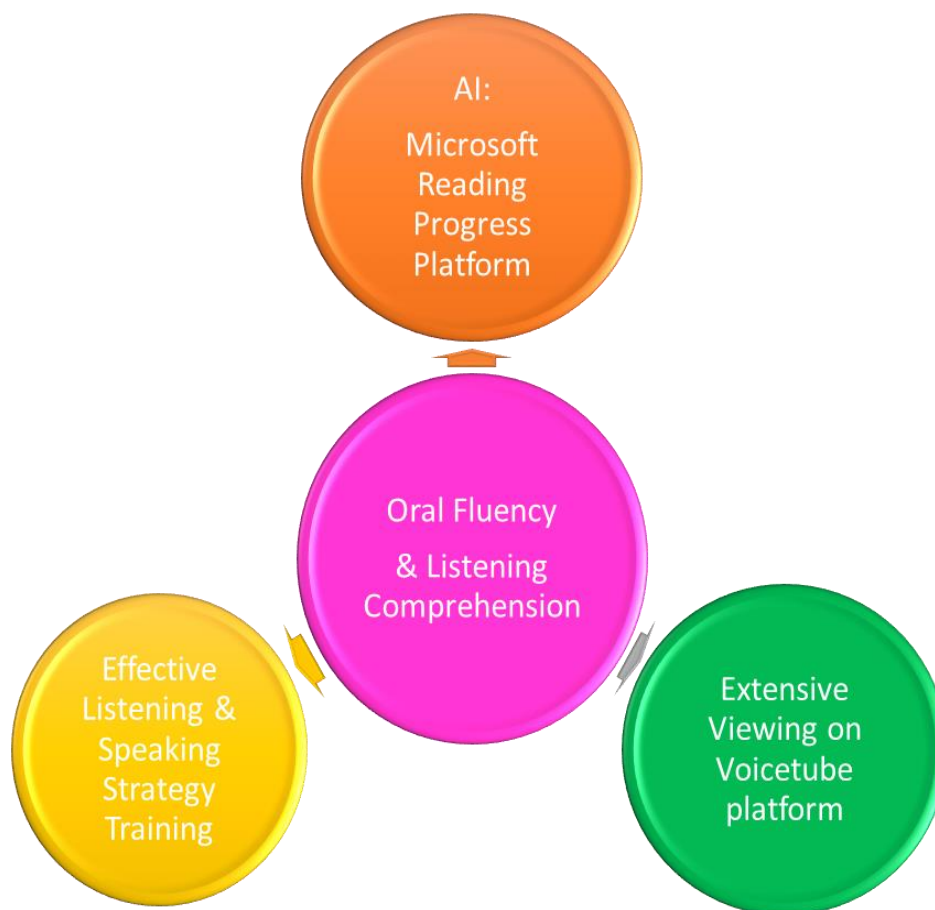 AI:
Microsoft
Reading
Progress
Platform
Oral Fluency
& Listening
Comprehension
Effective
Listening &
Speaking
Strategy
Training
Extensive
Viewing on
Voicetube
platform